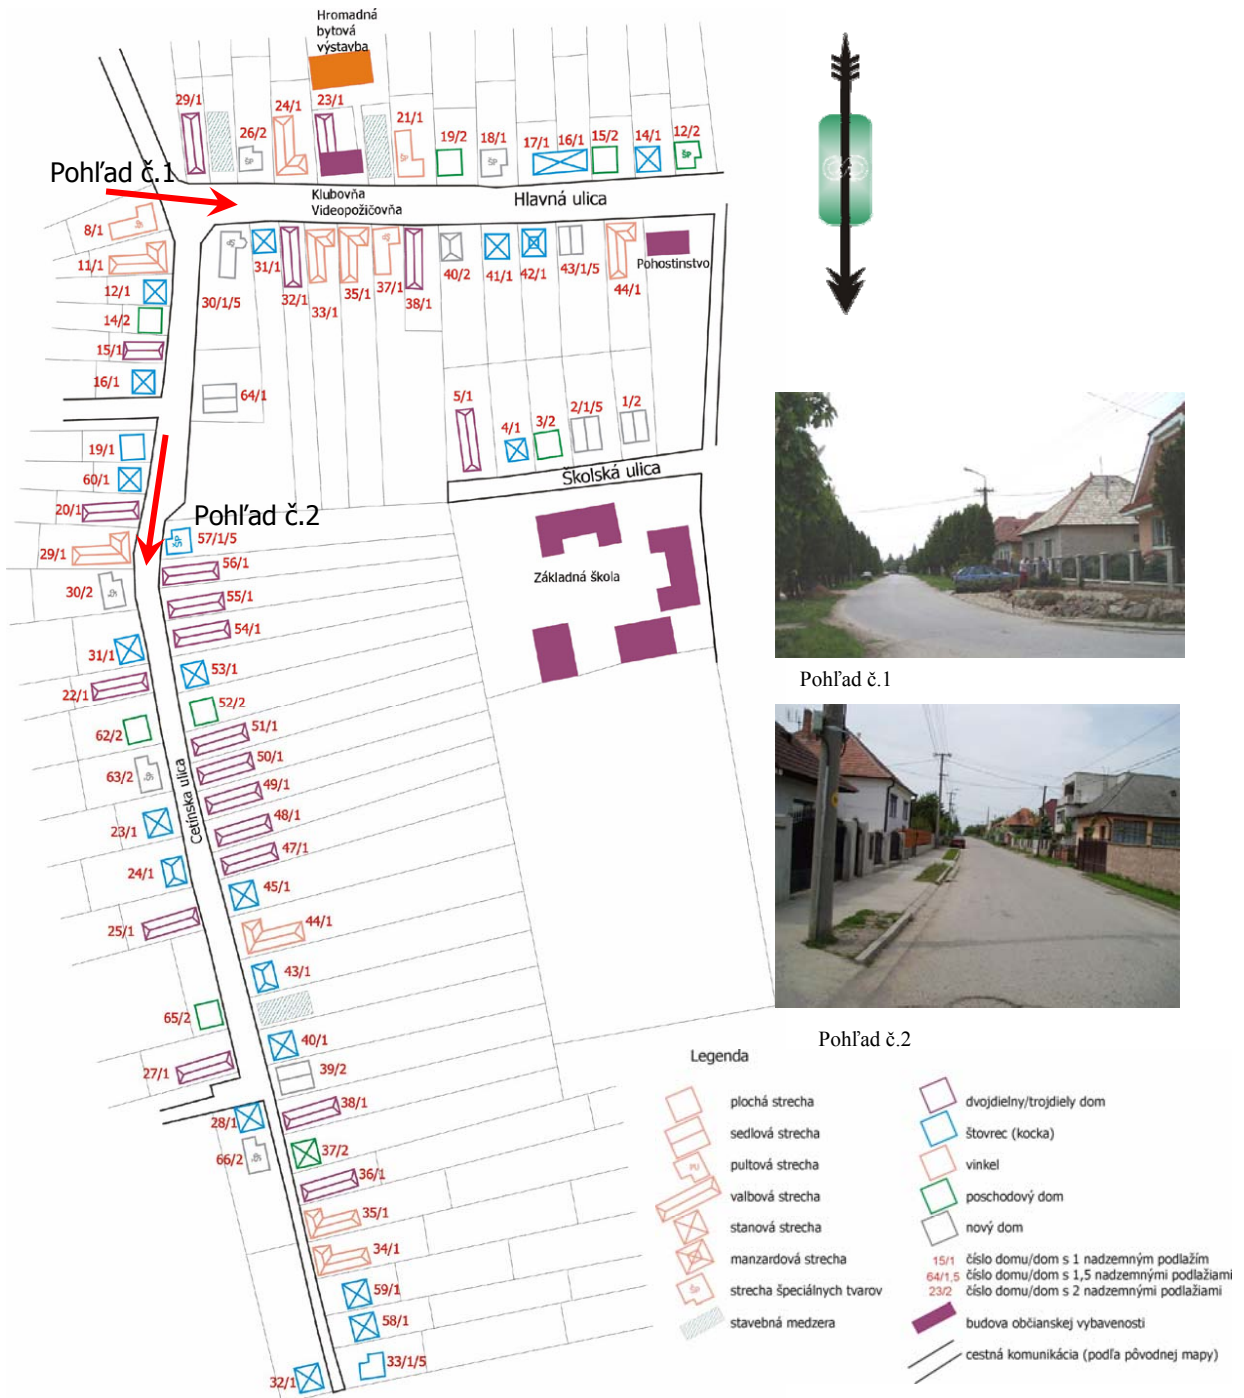 Hromadná
bytová
výstavba
29/1
26/2
24/1
23/1
21/1
19/2
18/1
17/1
16/1
15/2
14/1
12/2
ŠP
ŠP
ŠP
ŠP
Pohľad č.1
Klubovňa
Videopožičovňa
Hlavná ulica
8/1
11/1
12/1
14/2
15/1
16/1
30/1/5
31/1
32/1
33/1
35/1
37/1
38/1
40/2
41/1
42/1
43/1/5
44/1
Pohostinstvo
64/1
5/1
4/1
3/2
2/1/5
1/2
Školská ulica
19/1
60/1
20/1
29/1
30/2
Pohľad č.2
57/1/5
ŠP
56/1
55/1
54/1
53/1
52/2
51/1
50/1
49/1
48/1
47/1
45/1
44/1
43/1
40/1
39/2
38/1
37/2
36/1
35/1
34/1
59/1
58/1
33/1/5
Základná škola
31/1
22/1
62/2
63/2
Cetínska ulica
23/1
24/1
25/1
65/2
27/1
28/1
66/2
32/1
Pohľad č.1
Pohľad č.2
Legenda
plochá strecha
sedlová strecha
PU
pultová strecha
valbová strecha
stanová strecha
manzardová strecha
ŠP
strecha špeciálnych tvarov
stavebná medzera
dvojdielny/trojdiely dom
štovrec (kocka)
vinkel
poschodový dom
nový dom
15/1 číslo domu/dom s 1 nadzemným podlažím
64/1,5 číslo domu/dom s 1,5 nadzemnými podlažiami
23/2 číslo domu/dom s 2 nadzemnými podlažiami
budova občianskej vybavenosti
cestná komunikácia (podľa pôvodnej mapy)